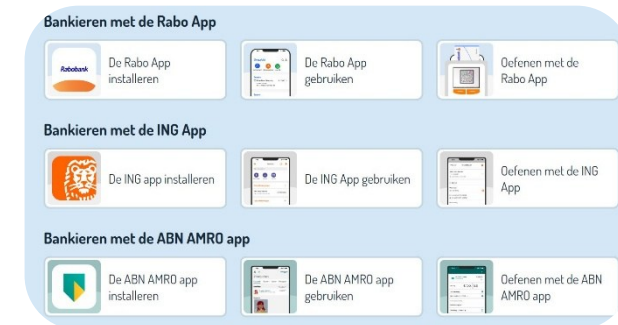 Bankieren met de Rabo App
Rabobank
De Rabo App
installeren
De Rabo App
gebruiken
Oefenen met de
Rabo App
Bankieren met de ING App
De ING app installeren
De ING App gebruiken
Oefenen met de ING
App
Bankieren met de ABN AMRO app
De ABN AMRO app
installeren
De ABN AMRO app
gebruiken
Oefenen met de ABN
AMRO app